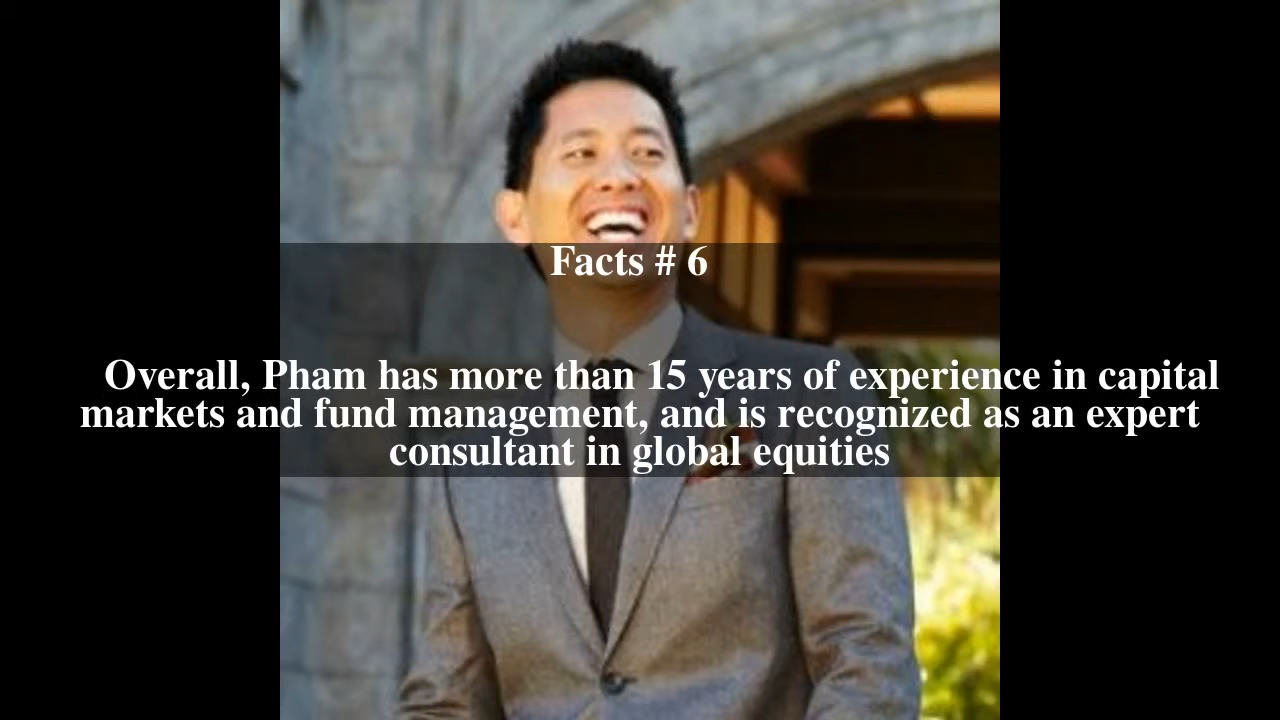 Facts # 6
Overall, Pham has more than 15 years of experience in capital
markets and fund management, and is recognized as an expert
consultant in global equities